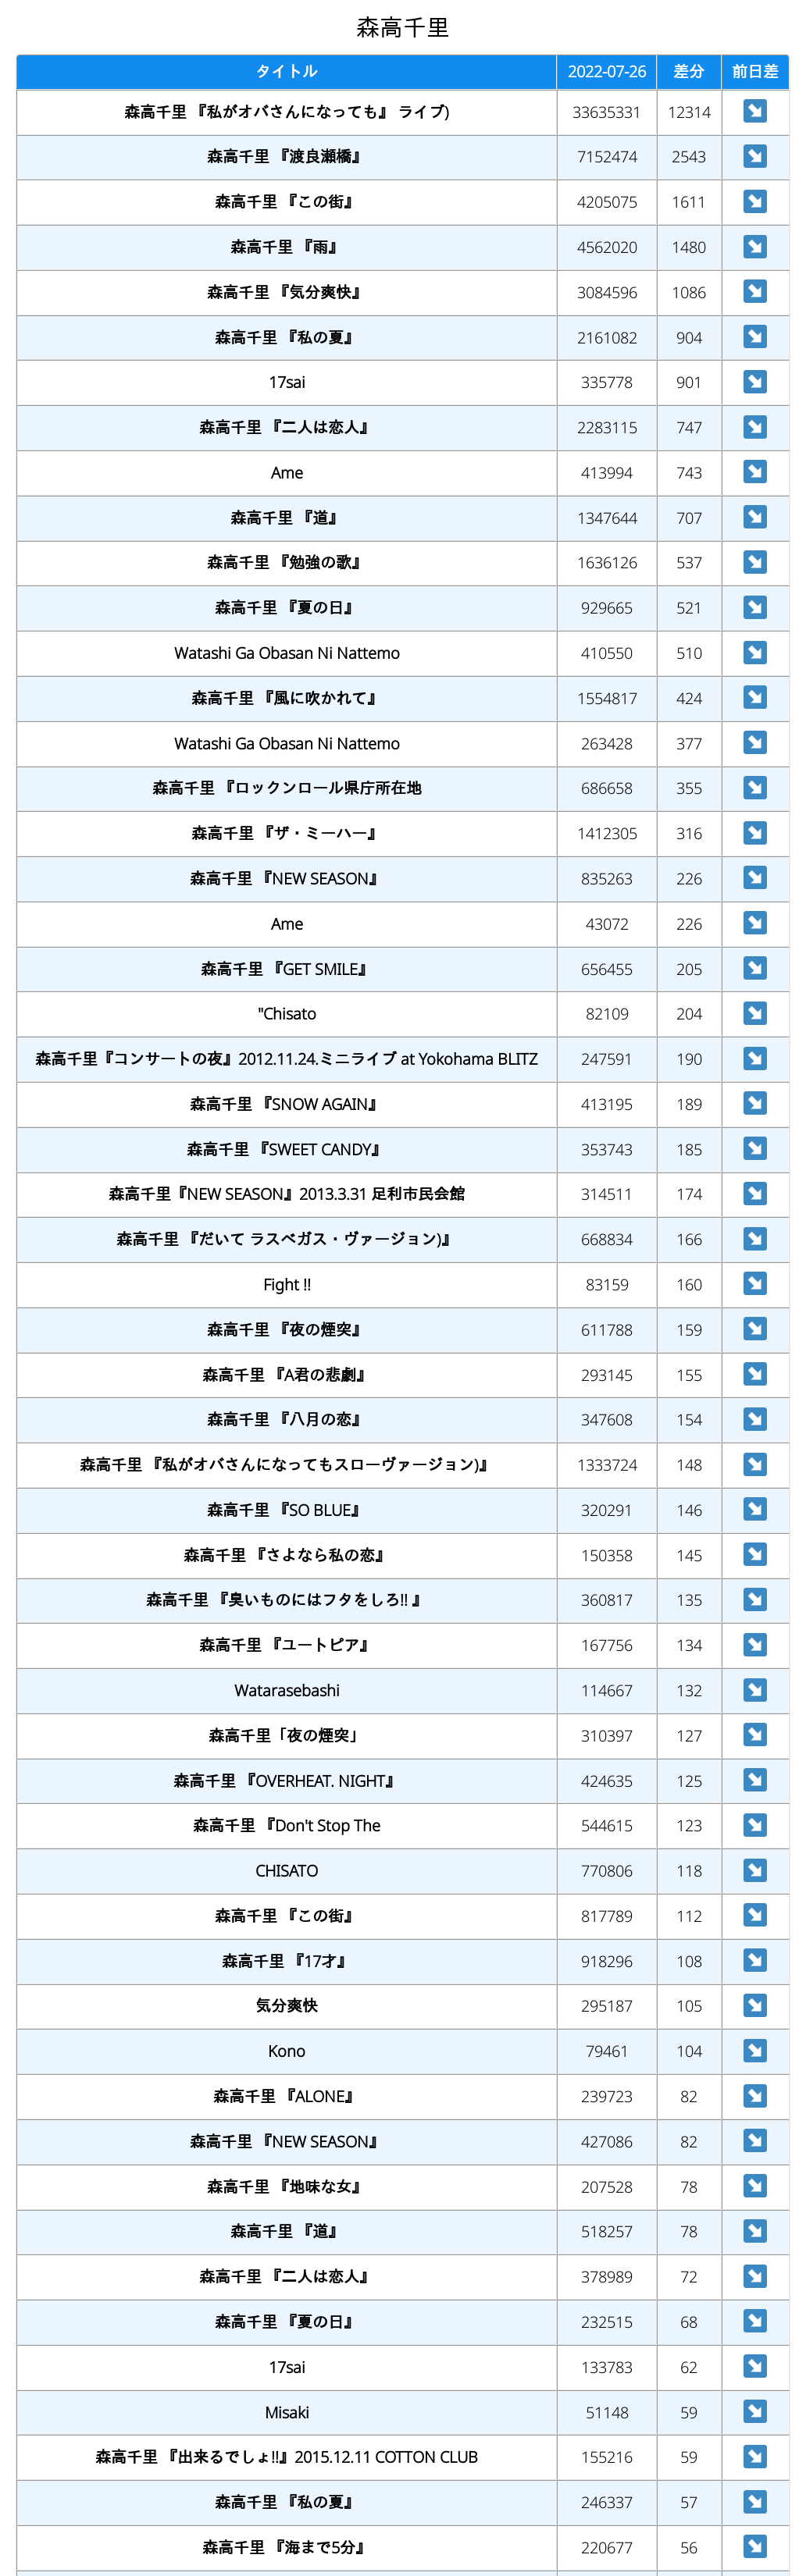 森高千里
タイトル 2022-07-26 差分 前日差
森高千里 『私がオバさんになっても』 ライブ) 33635331 12314
森高千里 『渡良瀬橋』 7152474 2543
森高千里 『この街』 4205075 1611
森高千里 『雨』 4562020 1480
森高千里 『気分爽快』 3084596 1086
森高千里 『私の夏』 2161082 904
17sai 335778 901
森高千里 『二人は恋人』 2283115 747
Ame 413994 743
森高千里 『道』 1347644 707
森高千里 『勉強の歌』 1636126 537
森高千里 『夏の日』 929665 521
Watashi Ga Obasan Ni Nattemo 410550 510
森高千里 『風に吹かれて』 1554817 424
Watashi Ga Obasan Ni Nattemo 263428 377
森高千里 『ロックンロール県庁所在地 686658 355
森高千里 『ザ・ミーハー』 1412305 316
森高千里 『NEW SEASON』 835263 226
Ame 43072 226
森高千里 『GET SMILE』 656455 205
"Chisato 82109 204
森高千里『コンサートの夜』2012.11.24.ミニライブ at Yokohama BLITZ 247591 190
森高千里 『SNOW AGAIN』 413195 189
森高千里 『SWEET CANDY』 353743 185
森高千里『NEW SEASON』2013.3.31 足利市民会館 314511 174
森高千里 『だいて ラスベガス・ヴァージョン)』 668834 166
Fight !! 83159 160
森高千里 『夜の煙突』 611788 159
森高千里 『A君の悲劇』 293145 155
森高千里 『八月の恋』 347608 154
森高千里 『私がオバさんになってもスローヴァージョン)』 1333724 148
森高千里 『SO BLUE』 320291 146
森高千里 『さよなら私の恋』 150358 145
森高千里 『臭いものにはフタをしろ!! 』 360817 135
森高千里 『ユートピア』 167756 134
Watarasebashi 114667 132
森高千里「夜の煙突」 310397 127
森高千里 『OVERHEAT. NIGHT』 424635 125
森高千里 『Don't Stop The 544615 123
CHISATO 770806 118
森高千里 『この街』 817789 112
森高千里 『17才』 918296 108
気分爽快 295187 105
Kono 79461 104
森高千里 『ALONE』 239723 82
森高千里 『NEW SEASON』 427086 82
森高千里 『地味な女』 207528 78
森高千里 『道』 518257 78
森高千里 『二人は恋人』 378989 72
森高千里 『夏の日』 232515 68
17sai 133783 62
Misaki 51148 59
森高千里 『出来るでしょ!!』2015.12.11 COTTON CLUB 155216 59
森高千里 『私の夏』 246337 57
森高千里 『海まで5分』 220677 56